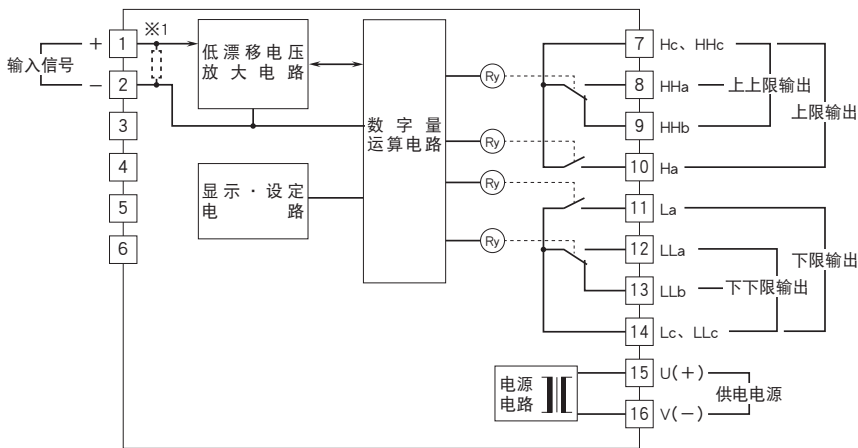 ※1
+ 1
输入信号
− 2
3
4
5
6
低漂移电压
放大电路
显示・设定
电路
数字量
运算电路
Ry
Ry
Ry
Ry
7 Hc、HHc
8 HHa
上上限输出
9 HHb
上限输出
10 Ha
11 La
12 LLa
下限输出
13 LLb
下下限输出
14 Lc、LLc
电源
电路
15 U(+)
供电电源
16 V(−)